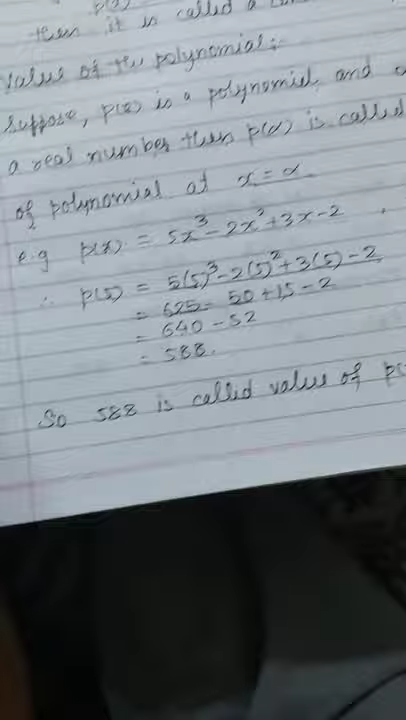 then it is called a
Value of the polynomial:-
Suppose, p(x) is a polynomial and
a real number then p(α) is called
of polynomial at x = α
e.g p(x) = 5x³ - 2x² + 3x - 2
∴ p(5) = 5(5)³ - 2(5)² + 3(5) - 2
= 625 - 50 + 15 - 2
= 640 - 52
= 588.
So 588 is called value of p(